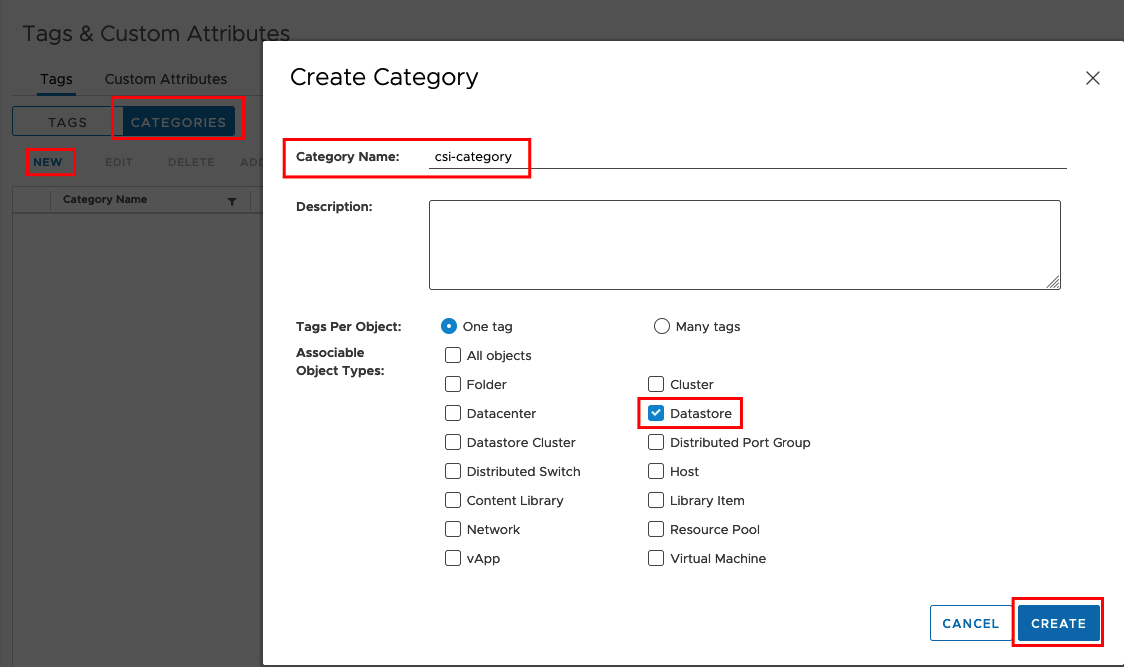 Tags & Custom Attributes
Tags Custom Attributes
TAGS CATEGORIES
NEW EDIT DELETE ADD
Category Name
Create Category
Category Name: csi-category
Description:
Tags Per Object: One tag Many tags
Associable Object Types: All objects
Folder Cluster
Datacenter Datastore
Datastore Cluster Distributed Port Group
Distributed Switch Host
Content Library Library Item
Network Resource Pool
vApp Virtual Machine
CANCEL CREATE